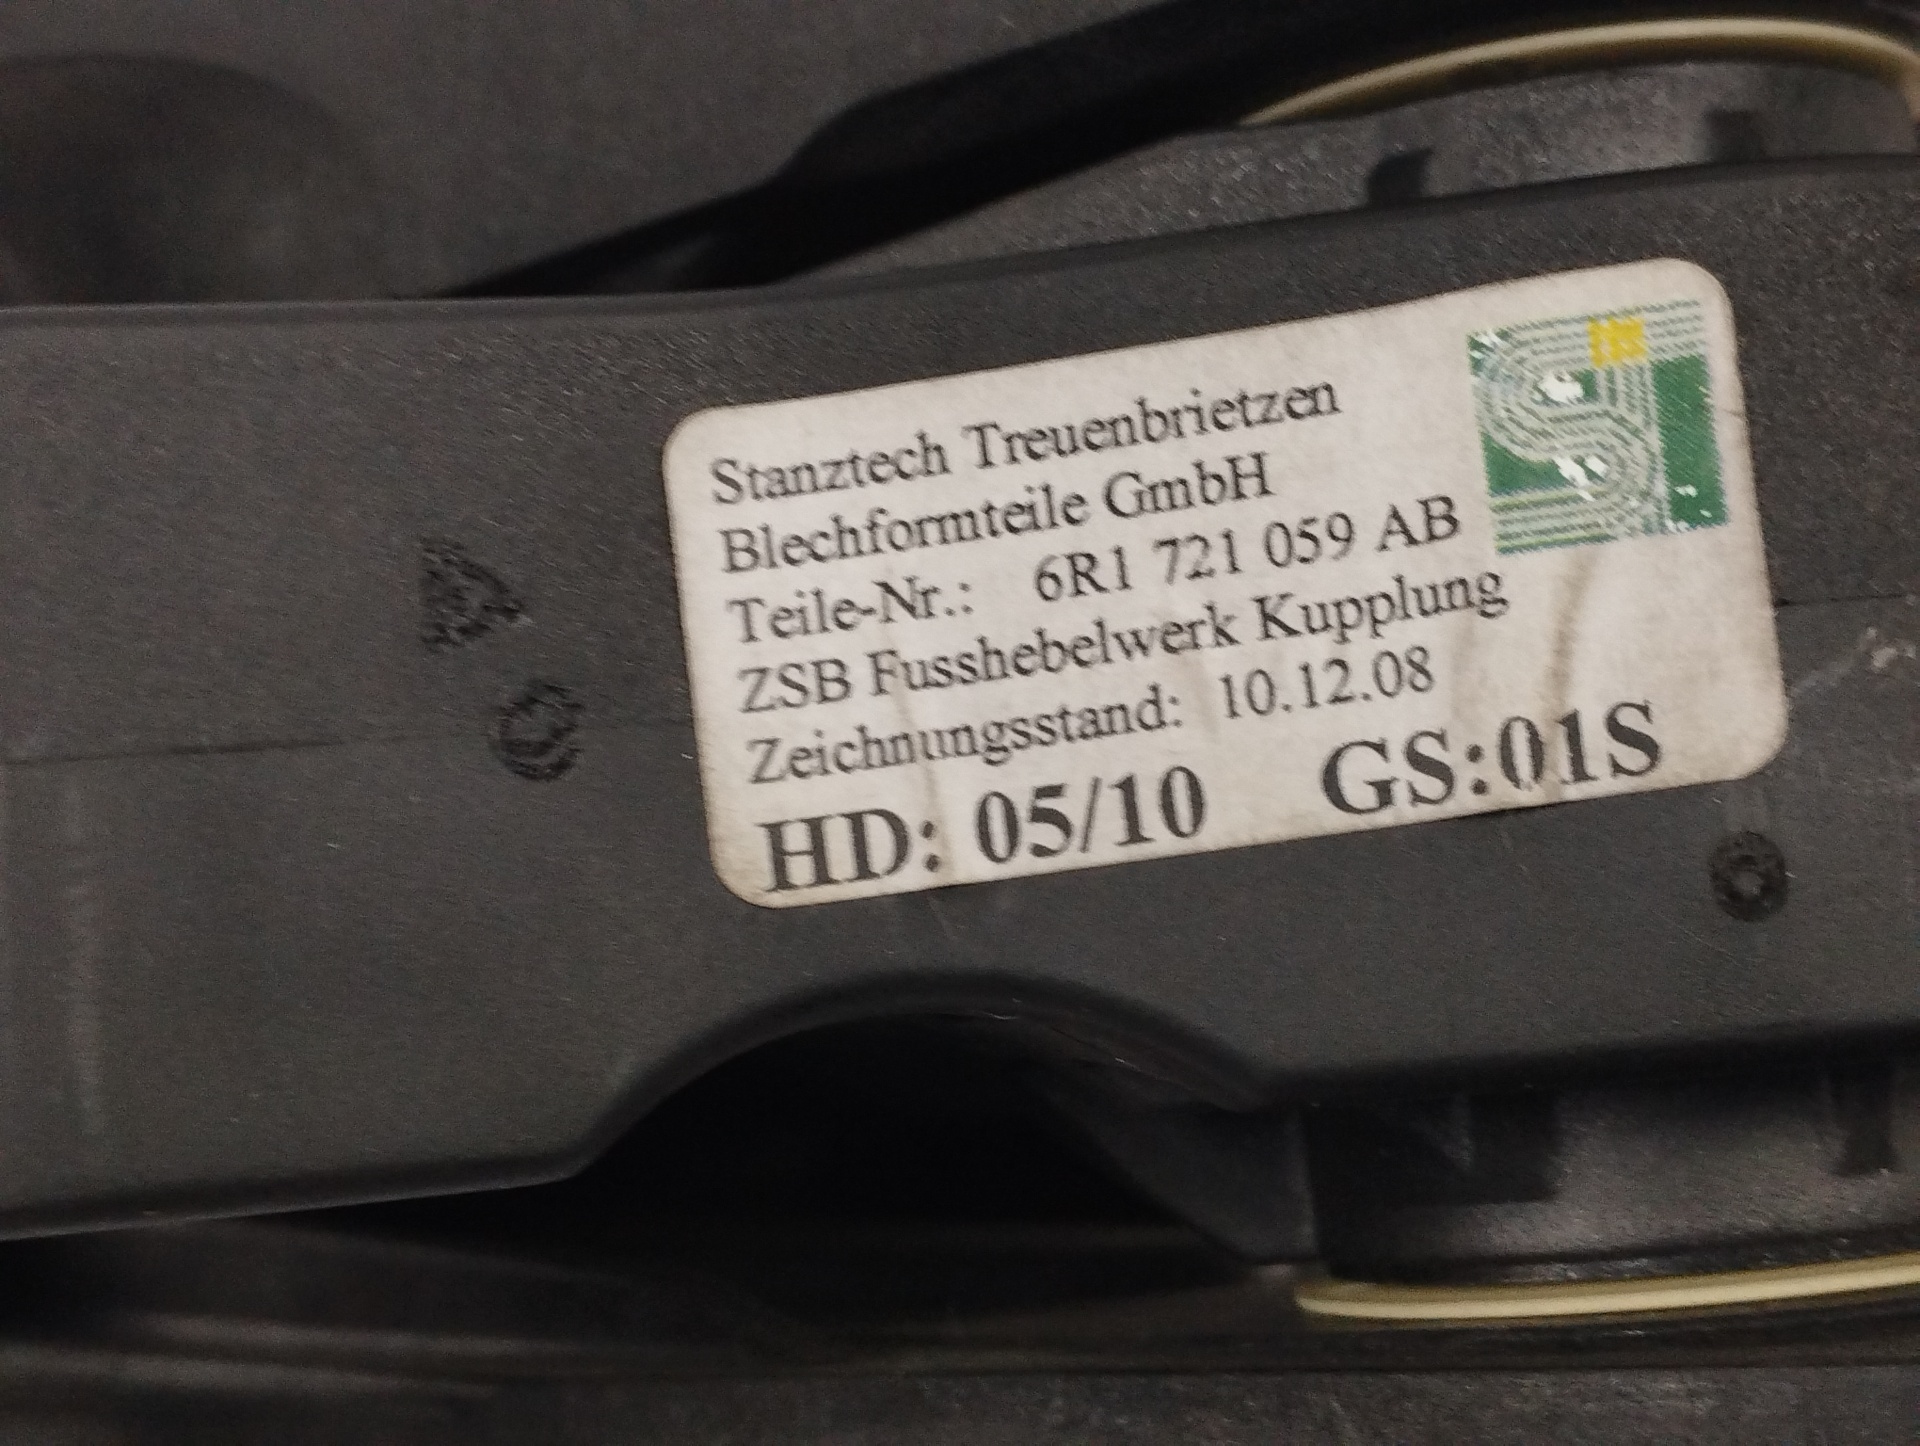 Stanztech Treuenbrietzen
Blechformteile GmbH
Teile-Nr.: 6R1 721 059 AB
ZSB Fusshebelwerk Kupplung
Zeichnungsstand: 10.12.08
HD: 05/10 GS:01S